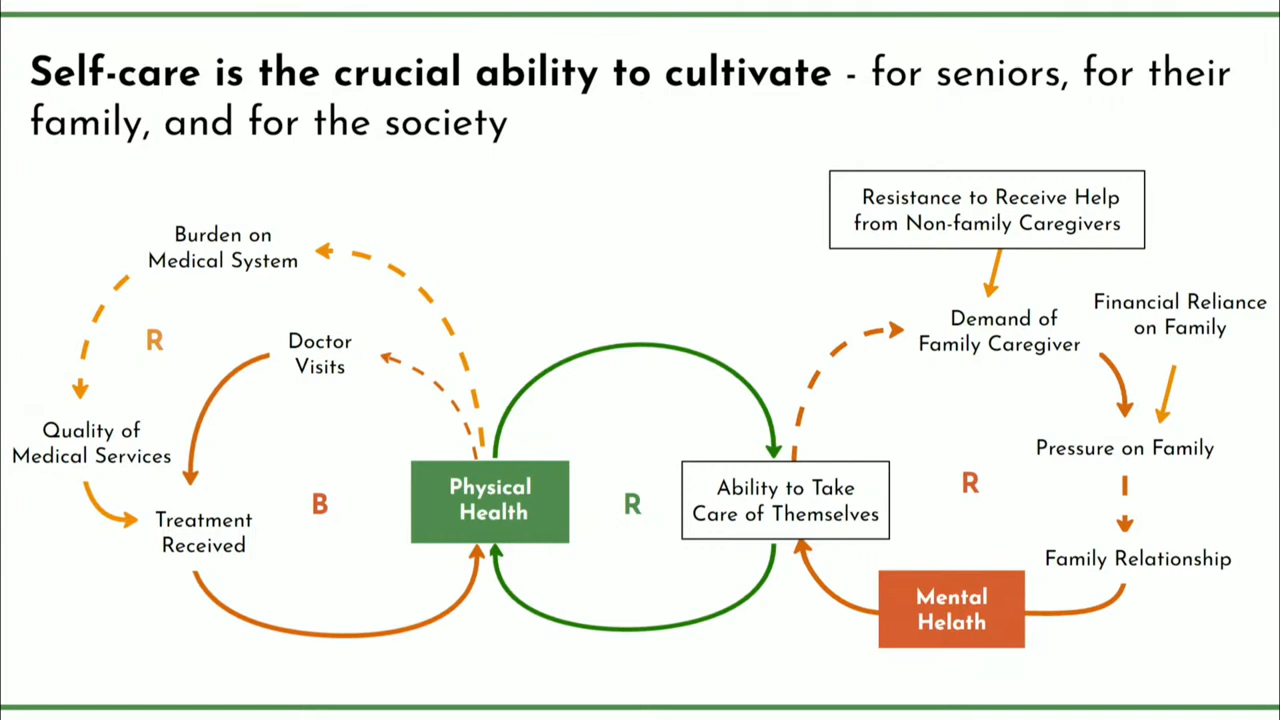 Self-care is the crucial ability to cultivate - for seniors, for their
family, and for the society
Resistance to Receive Help
from Non-family Caregivers
Burden on
Medical System
R
Doctor
Visits
Demand of
Family Caregiver
Financial Reliance
on Family
Quality of
Medical Services
Pressure on Family
Treatment
Received
B
Physical
Health
R
Ability to Take
Care of Themselves
R
Family Relationship
Mental
Helath